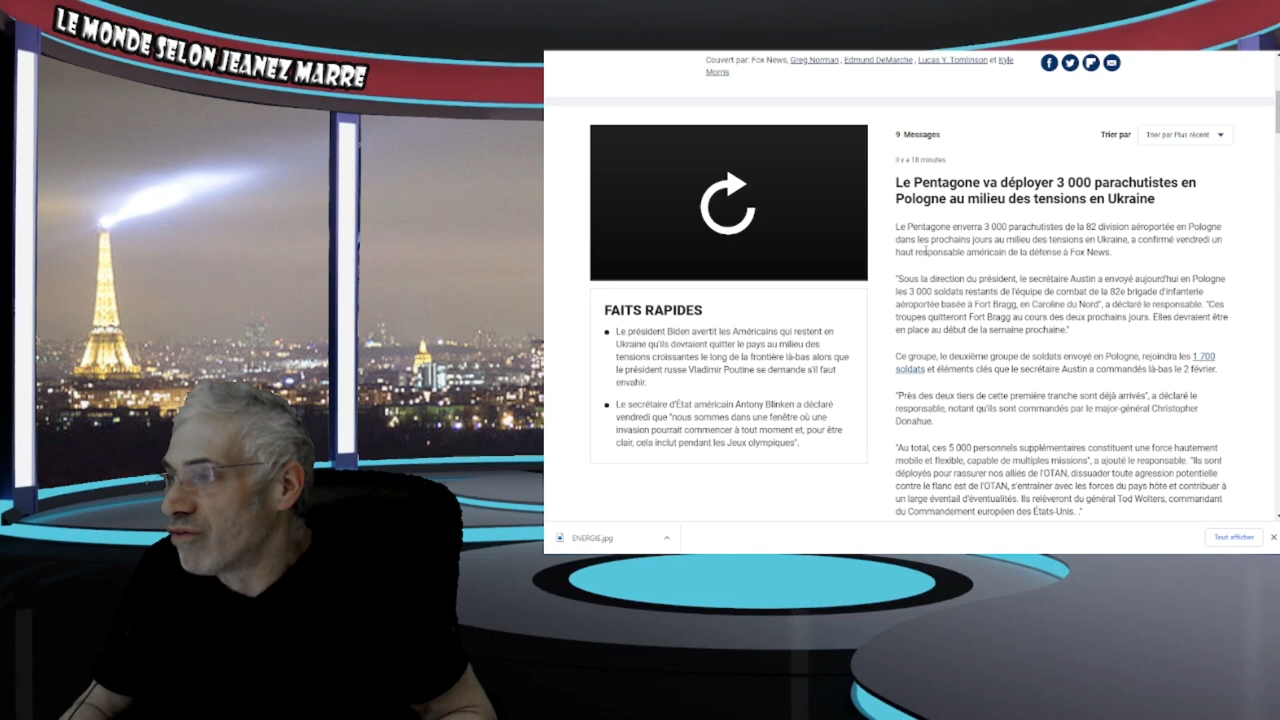 LE MONDE SELON JEANEZ MARRE
Couvert par: Fox News, Greg Norman , Edmund DeMarche , Lucas Y. Tomlinson et Kyle
Morris
9 Messages
Trier par
Trier par Plus récent
il y a 18 minutes
Le Pentagone va déployer 3 000 parachutistes en
Pologne au milieu des tensions en Ukraine
Le Pentagone enverra 3 000 parachutistes de la 82 division aéroportée en Pologne
dans les prochains jours au milieu des tensions en Ukraine, a confirmé vendredi un
haut responsable américain de la défense à Fox News.
"Sous la direction du président, le secrétaire Austin a envoyé aujourd'hui en Pologne
les 3 000 soldats restants de l'équipe de combat de la 82e brigade d'infanterie
aéroportée basée à Fort Bragg, en Caroline du Nord", a déclaré le responsable. "Ces
troupes quitteront Fort Bragg au cours des deux prochains jours. Elles devraient être
en place au début de la semaine prochaine."
Ce groupe, le deuxième groupe de soldats envoyé en Pologne, rejoindra les 1 700
soldats et éléments clés que le secrétaire Austin a commandés là-bas le 2 février.
"Près des deux tiers de cette première tranche sont déjà arrivés", a déclaré le
responsable, notant qu'ils sont commandés par le major-général Christopher
Donahue.
"Au total, ces 5 000 personnels supplémentaires constituent une force hautement
mobile et flexible, capable de multiples missions", a ajouté le responsable. "Ils sont
déployés pour rassurer nos alliés de l'OTAN, dissuader toute agression potentielle
contre le flanc est de l'OTAN, s'entraîner avec les forces du pays hôte et contribuer à
un large éventail d'éventualités. Ils relèveront du général Tod Wolters, commandant
du Commandement européen des États-Unis. ."
FAITS RAPIDES
Le président Biden avertit les Américains qui restent en
Ukraine qu'ils devraient quitter le pays au milieu des
tensions croissantes le long de la frontière là-bas alors que
le président russe Vladimir Poutine se demande s'il faut
envahir.
Le secrétaire d'État américain Antony Blinken a déclaré
vendredi que "nous sommes dans une fenêtre où une
invasion pourrait commencer à tout moment et, pour être
clair, cela inclut pendant les Jeux olympiques".
ENERGIE.jpg
Tout afficher